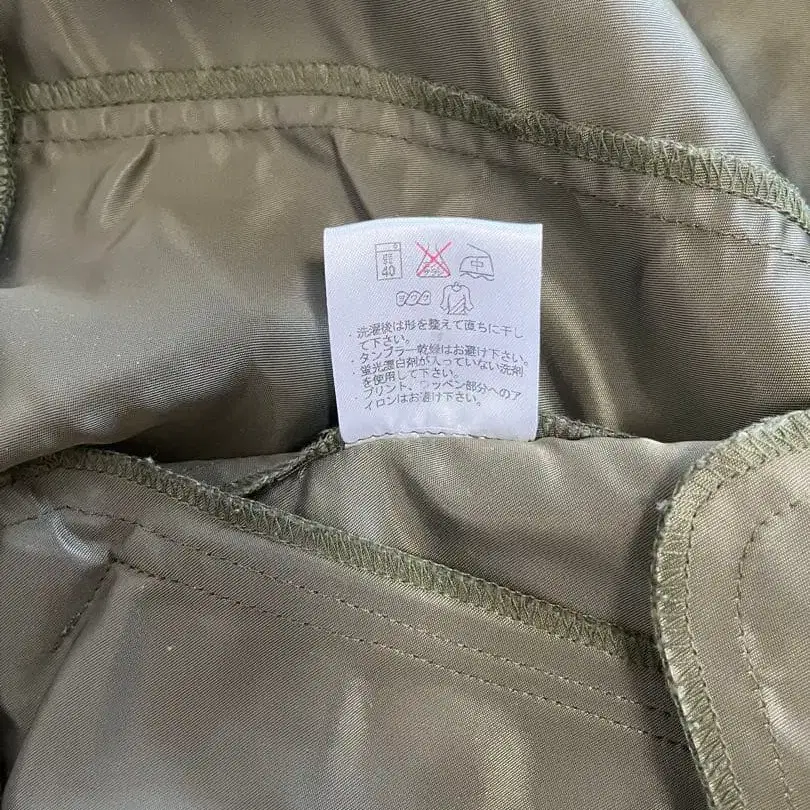 40
中
・洗濯後は形を整えて直ちに干し
て下さい。
・タンブラー乾燥はお避け下さい。
・蛍光漂白剤が入っていない洗剤
を使用して下さい。
・プリント、ワッペン部分へのア
イロンはお避け下さい。